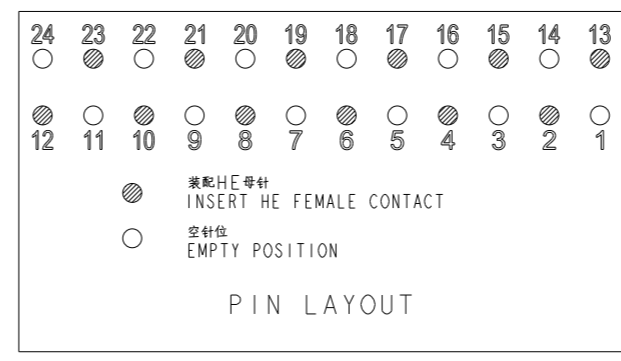 24 23 22 21 20 19 18 17 16 15 14 13
12 11 10 9 8 7 6 5 4 3 2 1
装配HE母针
INSERT HE FEMALE CONTACT
空针位
EMPTY POSITION
PIN LAYOUT